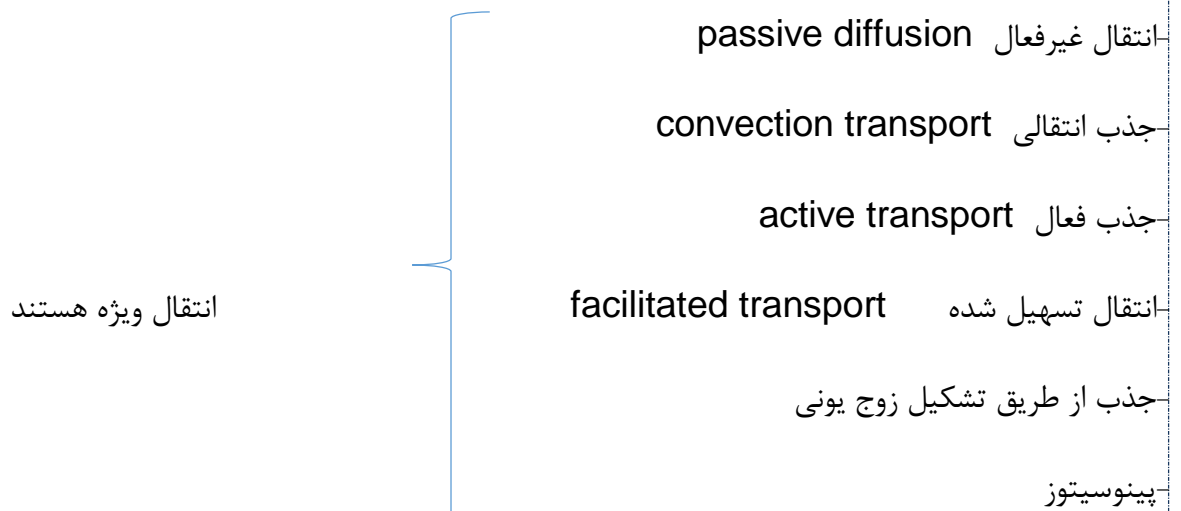 -انتقال غیرفعال passive diffusion
-جذب انتقالی convection transport
-جذب فعال active transport
-انتقال تسهیل شده facilitated transport انتقال ویژه هستند
-جذب از طریق تشکیل زوج یونی
-پینوسیتوز